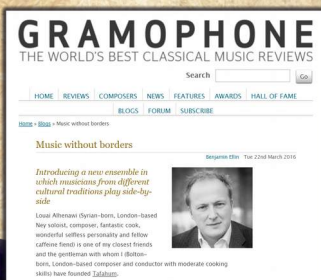 GRAMOPHONE
THE WORLD'S BEST CLASSICAL MUSIC REVIEWS
Search
Go
HOME REVIEWS COMPOSERS NEWS FEATURES AWARDS HALL OF FAME
BLOGS FORUM SUBSCRIBE
Home » Blogs » Music without borders
Music without borders
Benjamin Ellin Tue 22nd March 2016
Introducing a new ensemble in
which musicians from different
cultural traditions play side-by-
side
Louai Alhenawi (Syrian-born, London-based
Ney soloist, composer, fantastic cook,
wonderful selfless personality and fellow
caffeine fiend) is one of my closest friends
and the gentleman with whom I (Bolton-
born, London-based composer and conductor with moderate cooking
skills) have founded Tafahum.